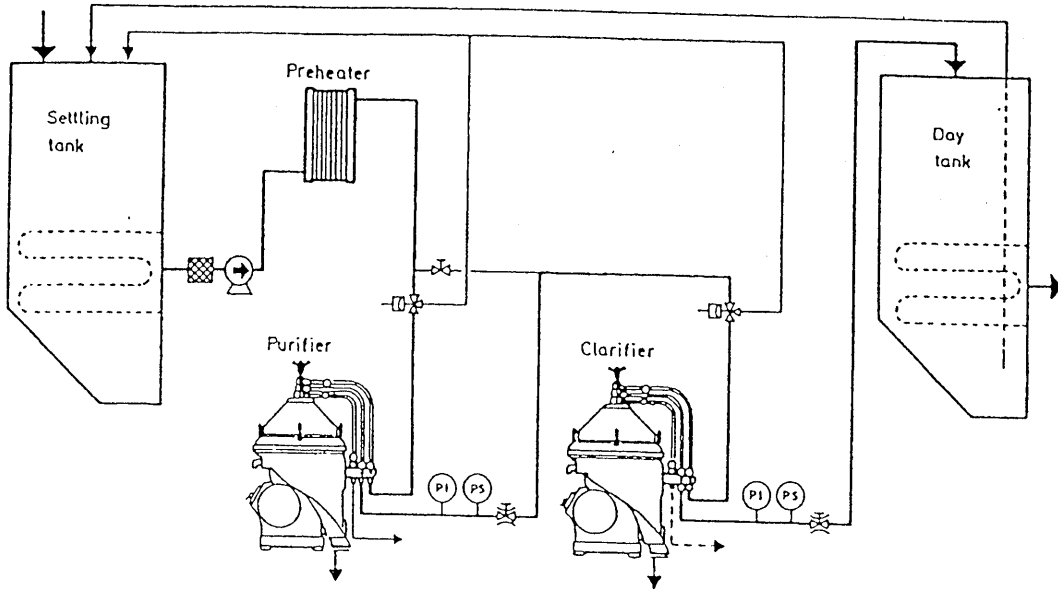 Preheater
Settling
tank
Day
tank
Purifier
Clarifier
PI
PS
PI
PS